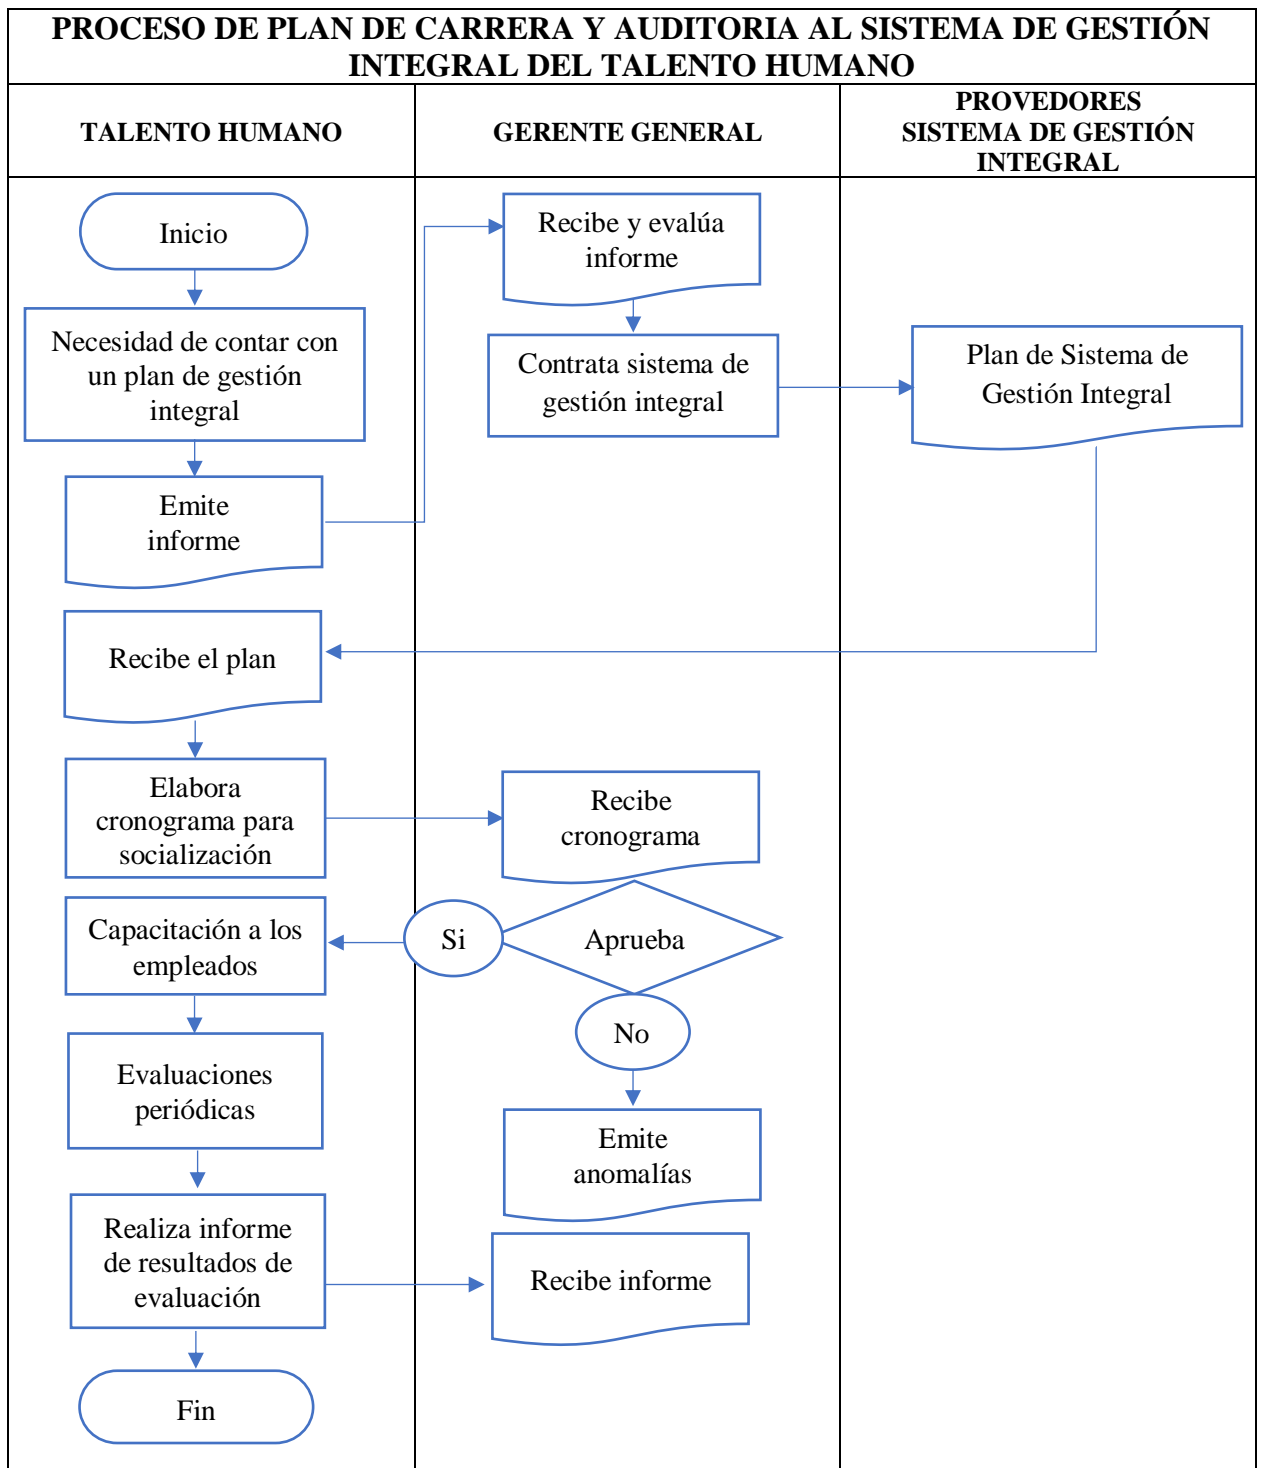 PROCESO DE PLAN DE CARRERA Y AUDITORIA AL SISTEMA DE GESTIÓN
INTEGRAL DEL TALENTO HUMANO
TALENTO HUMANO
GERENTE GENERAL
PROVEDORES
SISTEMA DE GESTIÓN
INTEGRAL
Inicio
Recibe y evalúa
informe
Necesidad de contar con
un plan de gestión
integral
Contrata sistema de
gestión integral
Plan de Sistema de
Gestión Integral
Emite
informe
Recibe el plan
Elabora
cronograma para
socialización
Recibe
cronograma
Capacitación a los
empleados
Si
Aprueba
No
Evaluaciones
periódicas
Emite
anomalías
Realiza informe
de resultados de
evaluación
Recibe informe
Fin